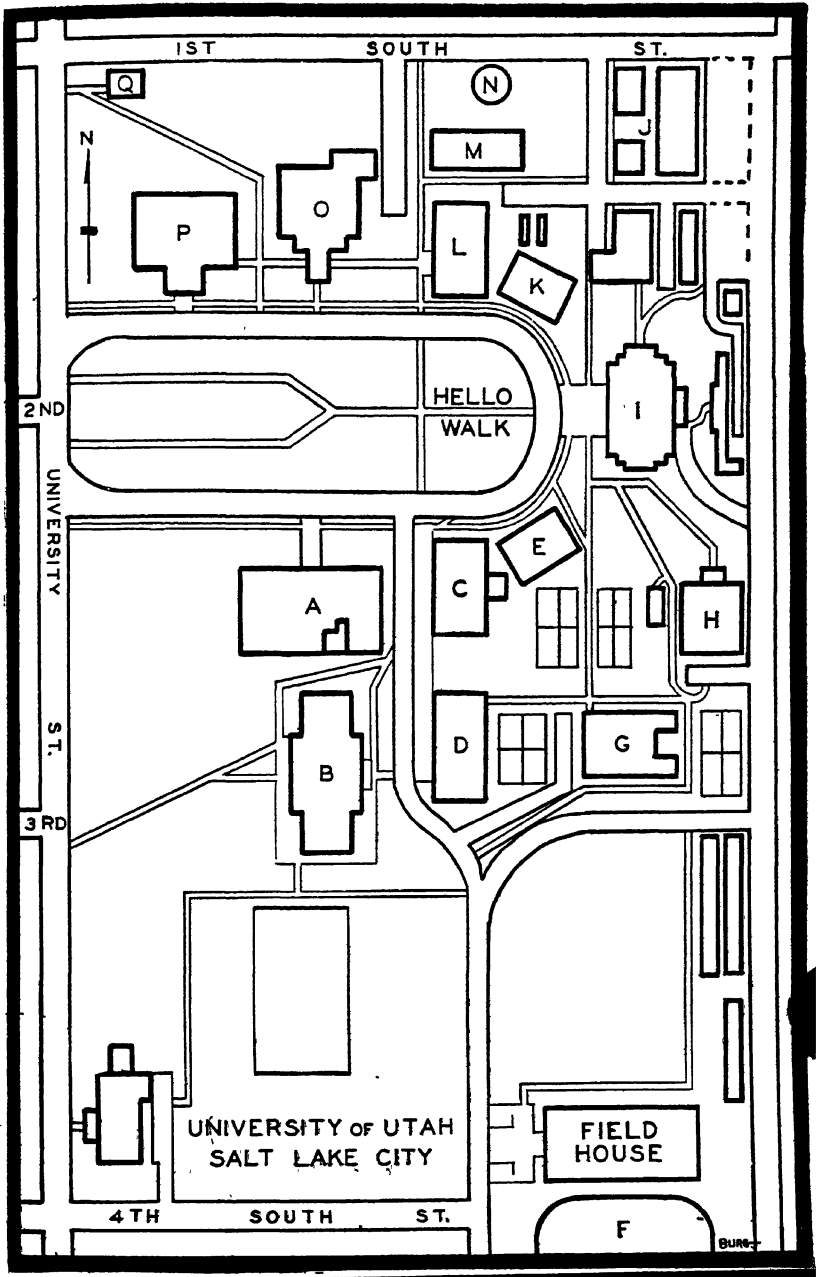 1ST SOUTH ST.
Q
N
N
J
M
O
P
L
K
HELLO
WALK
I
2ND
UNIVERSITY ST.
E
C
A
H
D
G
B
3RD
UNIVERSITY OF UTAH
SALT LAKE CITY
FIELD
HOUSE
4TH SOUTH ST.
F